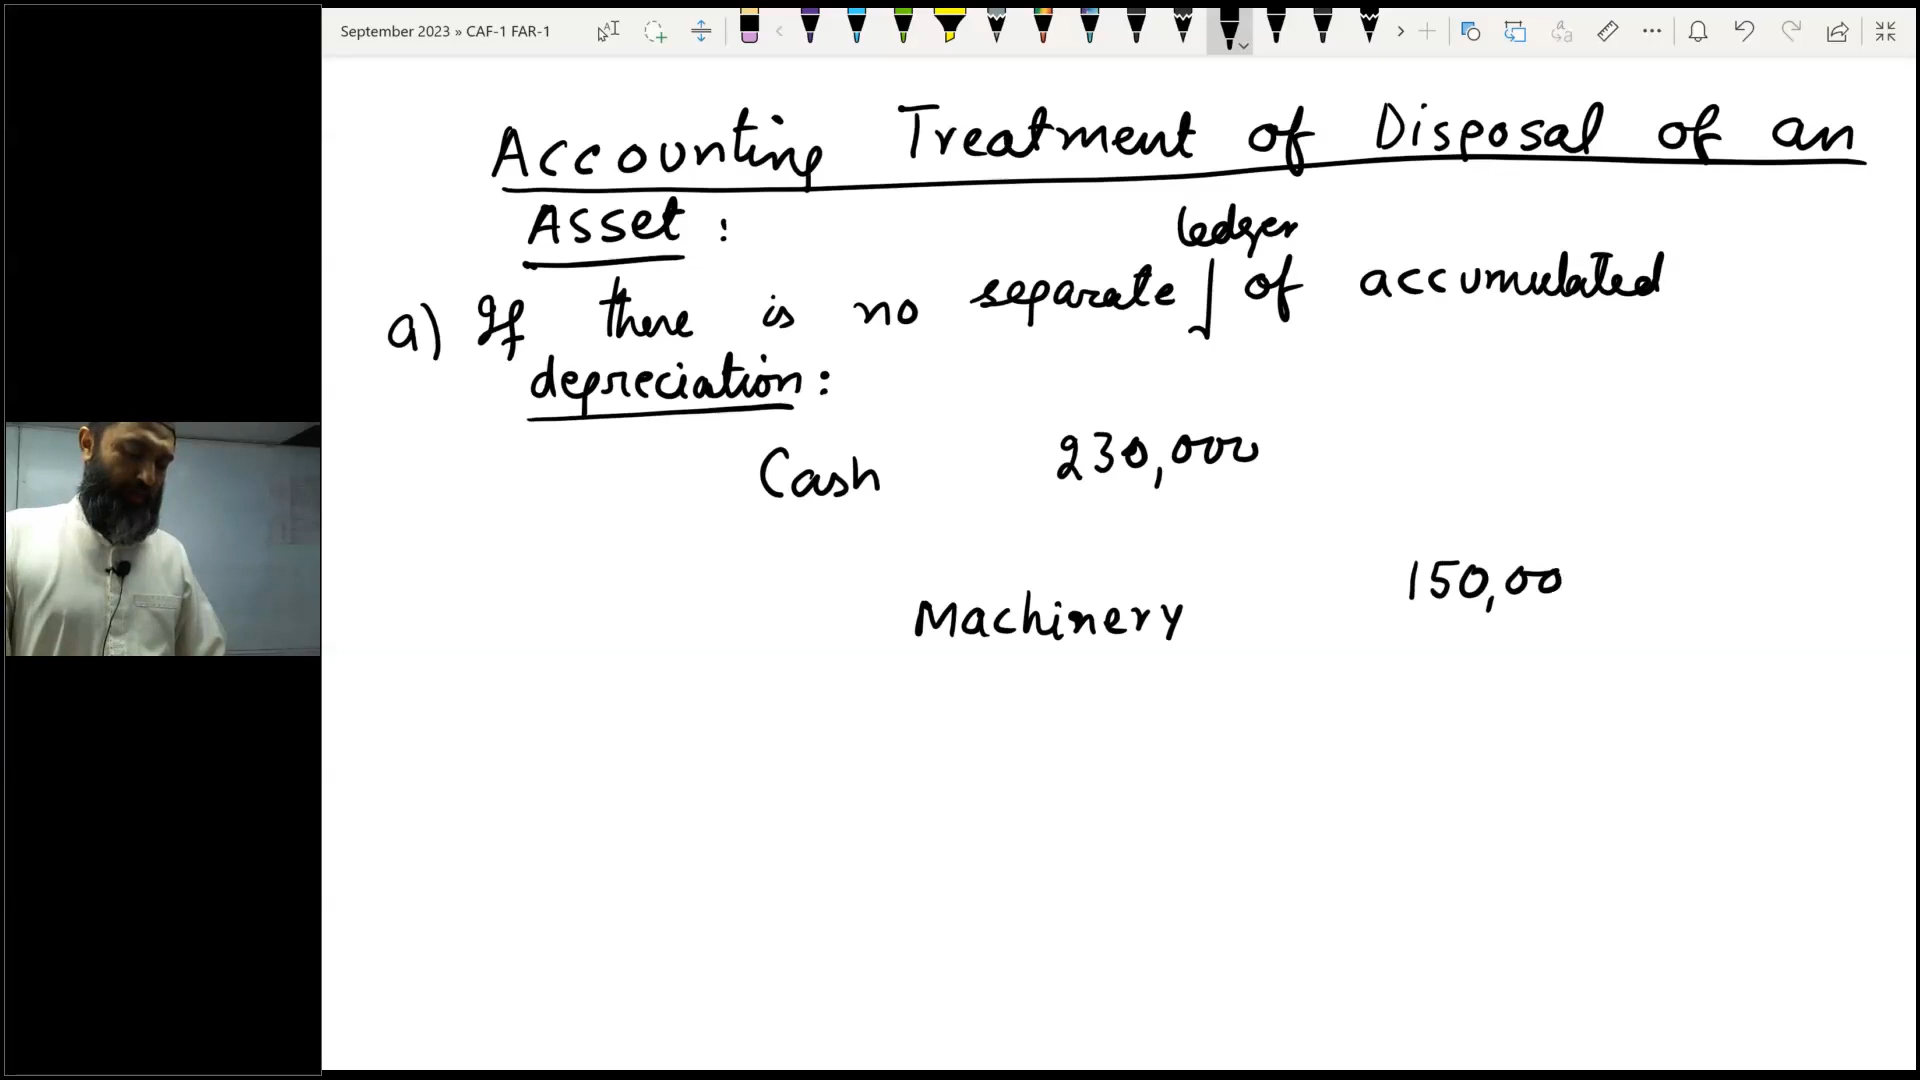 September 2023 » CAF-1 FAR-1
Accounting Treatment of Disposal of an
Asset :
ledger
a) If there is no separate of accumulated
depreciation :
Cash 230,000
Machinery 150,00